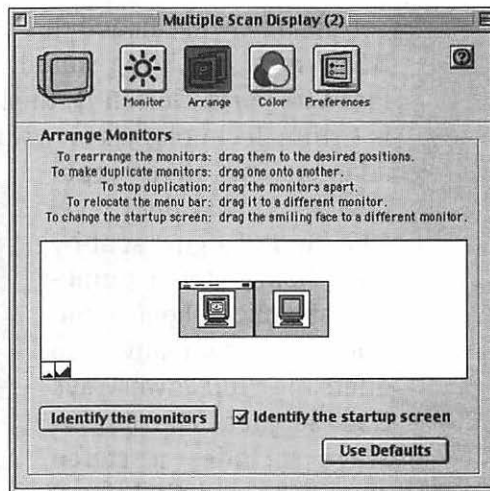 Multiple Scan Display (2)
Monitor Arrange Color Preferences
Arrange Monitors
To rearrange the monitors: drag them to the desired positions.
To make duplicate monitors: drag one onto another.
To stop duplication: drag the monitors apart.
To relocate the menu bar: drag it to a different monitor.
To change the startup screen: drag the smiling face to a different monitor.
Identify the monitors
Identify the startup screen
Use Defaults